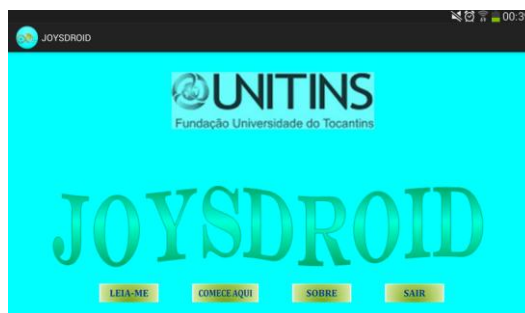 00:3
JOYSDROID
UNITINS
Fundação Universidade do Tocantins
JOYSDROID
LEIA-ME COMECE AQUI SOBRE SAIR